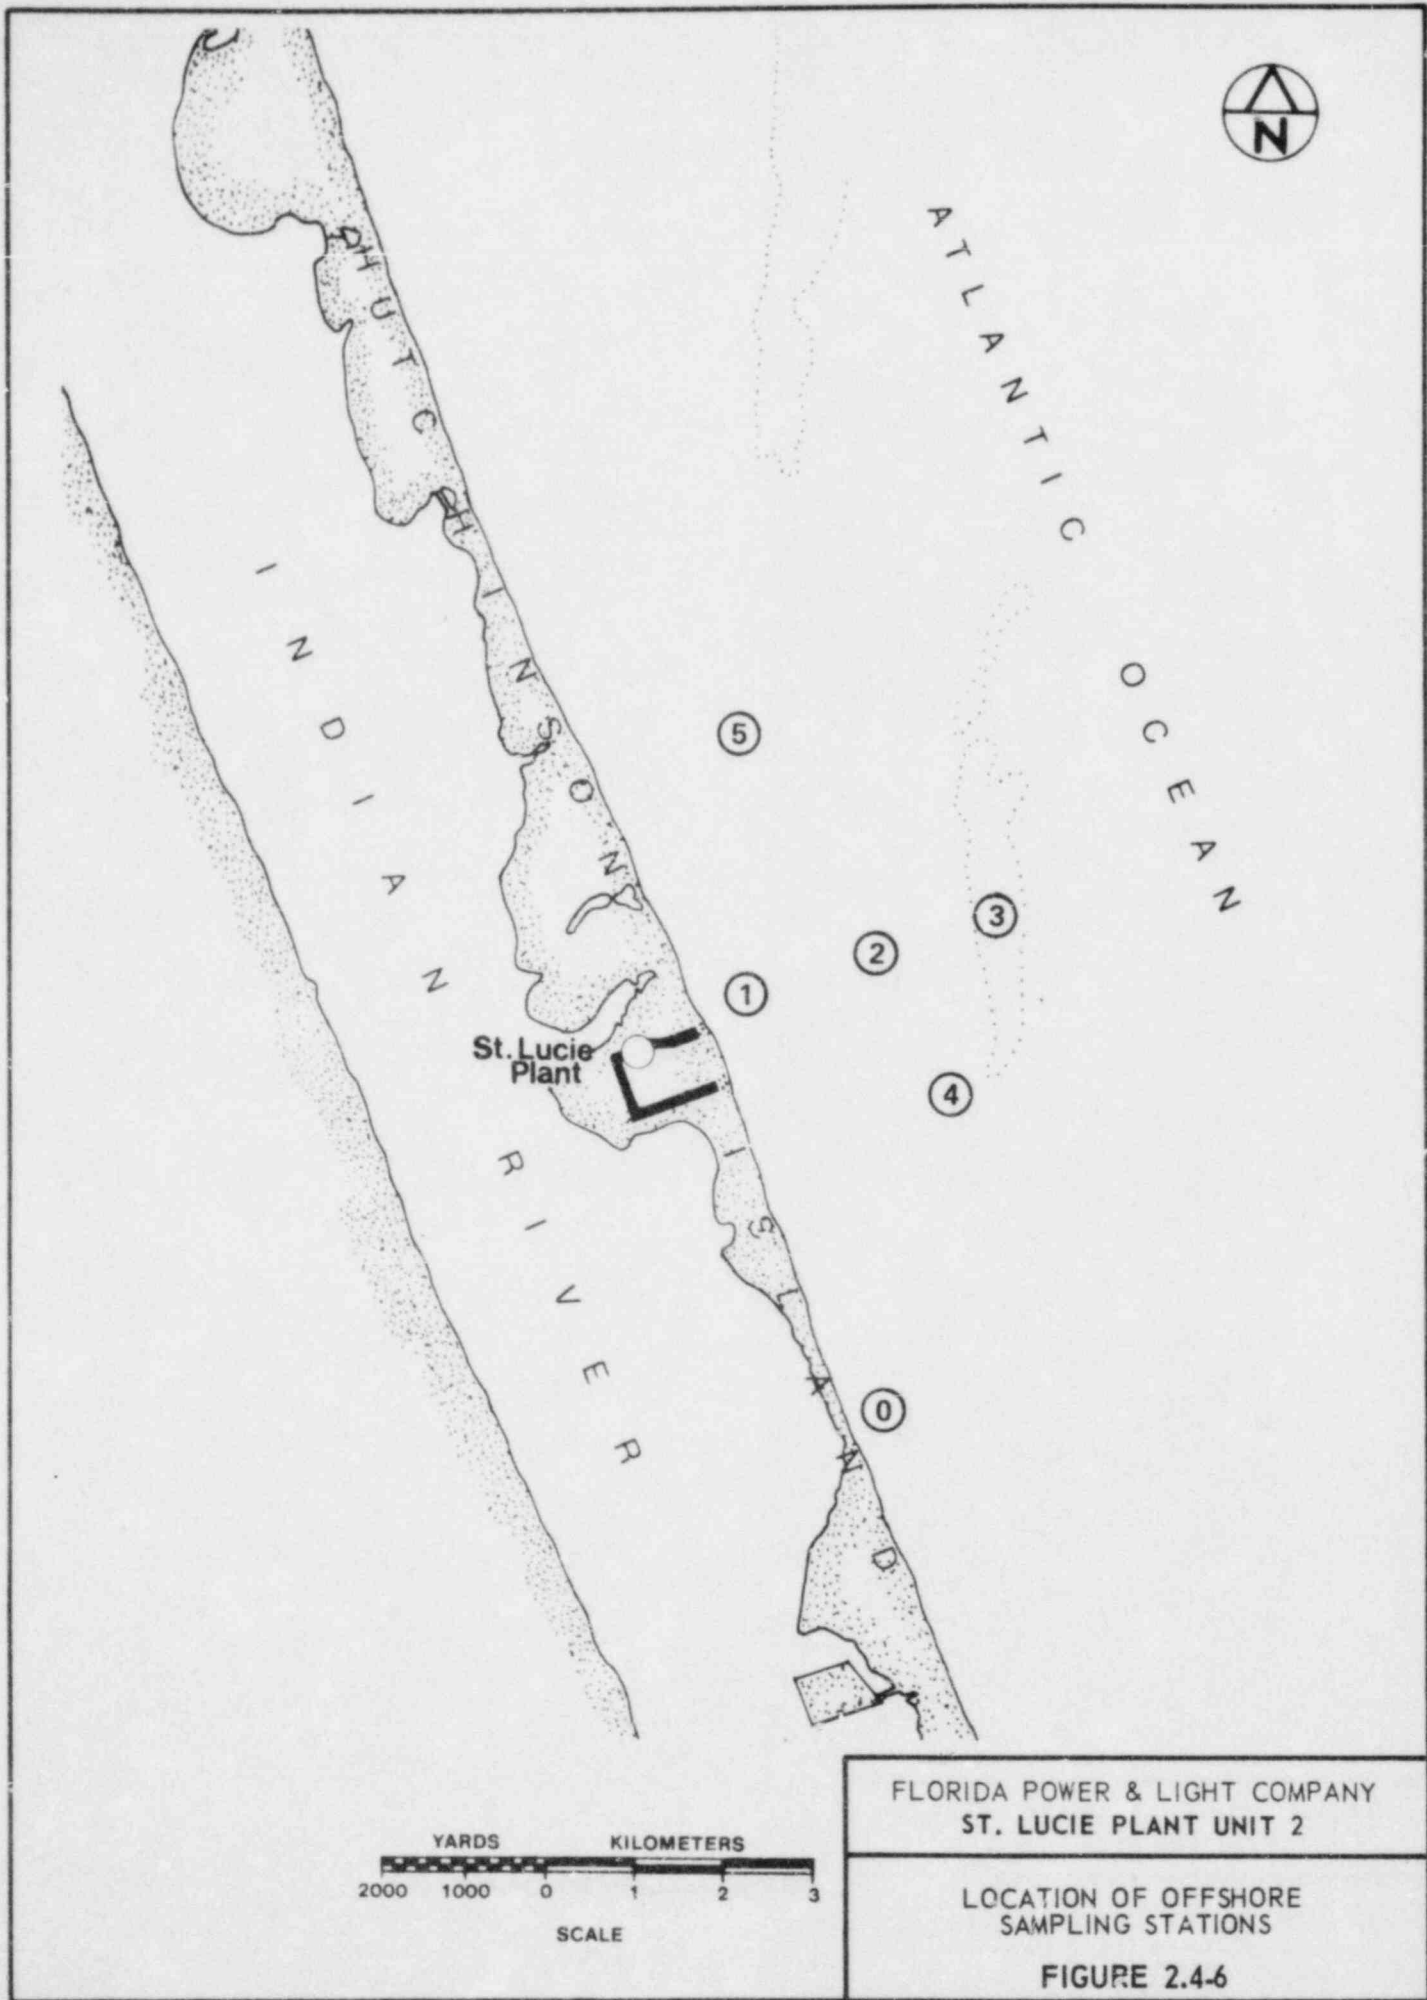 N
ATLANTIC OCEAN
HUTCHINSON ISLAND
INDIAN RIVER
5
3
2
1
St. Lucie
Plant
4
0
YARDS KILOMETERS
2000 1000 0 1 2 3
SCALE
FLORIDA POWER & LIGHT COMPANY
ST. LUCIE PLANT UNIT 2
LOCATION OF OFFSHORE
SAMPLING STATIONS
FIGURE 2.4-6